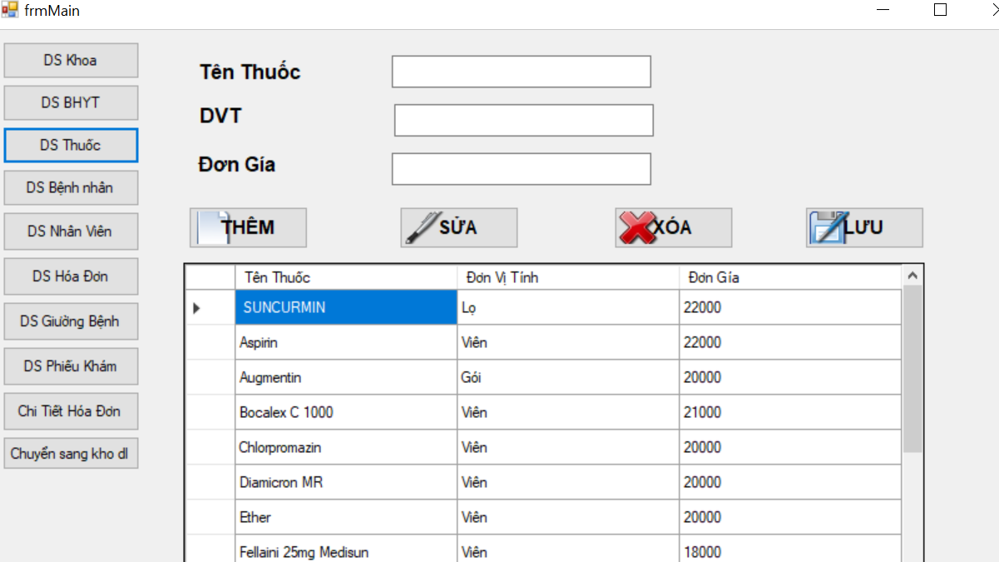 frmMain
DS Khoa
DS BHYT
DS Thuốc
DS Bệnh nhân
DS Nhân Viên
DS Hóa Đơn
DS Giường Bệnh
DS Phiếu Khám
Chi Tiết Hóa Đơn
Chuyển sang kho dl
Tên Thuốc
DVT
Đơn Gía
THÊM SỬA XÓA LƯU
Tên Thuốc Đơn Vị Tính Đơn Gía
SUNCURMIN Lọ 22000
Aspirin Viên 22000
Augmentin Gói 20000
Bocalex C 1000 Viên 21000
Chlorpromazin Viên 20000
Diamicron MR Viên 20000
Ether Viên 20000
Fellaini 25mg Medisun Viên 18000